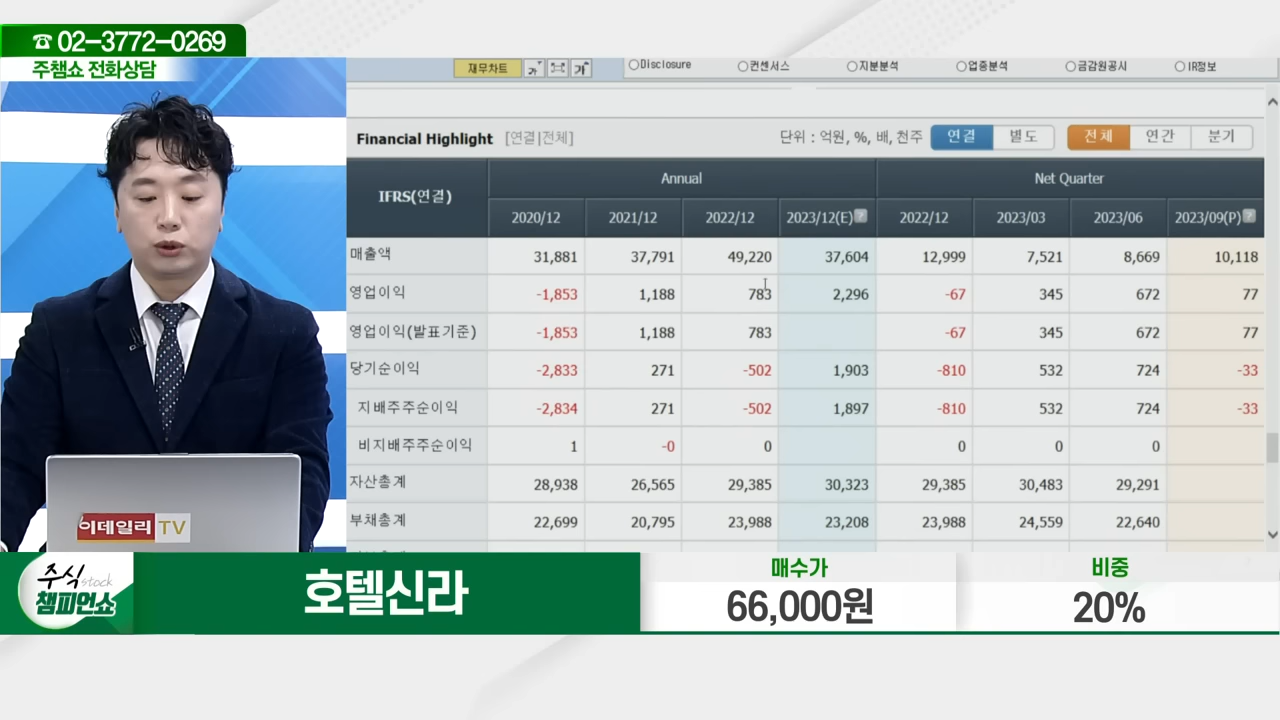 ☎ 02-3772-0269
주챔쇼 전화상담
재무차트 가 가 Disclosure 컨센서스 지분분석 업종분석 금감원공시 IR정보
Financial Highlight [연결|전체] 단위 : 억원, %, 배, 천주 연결 별도 전체 연간 분기
IFRS(연결) Annual Net Quarter
2020/12 2021/12 2022/12 2023/12(E) ? 2022/12 2023/03 2023/06 2023/09(P) ?
매출액 31,881 37,791 49,220 37,604 12,999 7,521 8,669 10,118
영업이익 -1,853 1,188 783 2,296 -67 345 672 77
영업이익(발표기준) -1,853 1,188 783 -67 345 672 77
당기순이익 -2,833 271 -502 1,903 -810 532 724 -33
지배주주순이익 -2,834 271 -502 1,897 -810 532 724 -33
비지배주주순이익 1 -0 0 0 0 0
자산총계 28,938 26,565 29,385 30,323 29,385 30,483 29,291
부채총계 22,699 20,795 23,988 23,208 23,988 24,559 22,640
이데일리 TV
주식 stock
챔피언쇼
호텔신라
매수가
66,000원
비중
20%